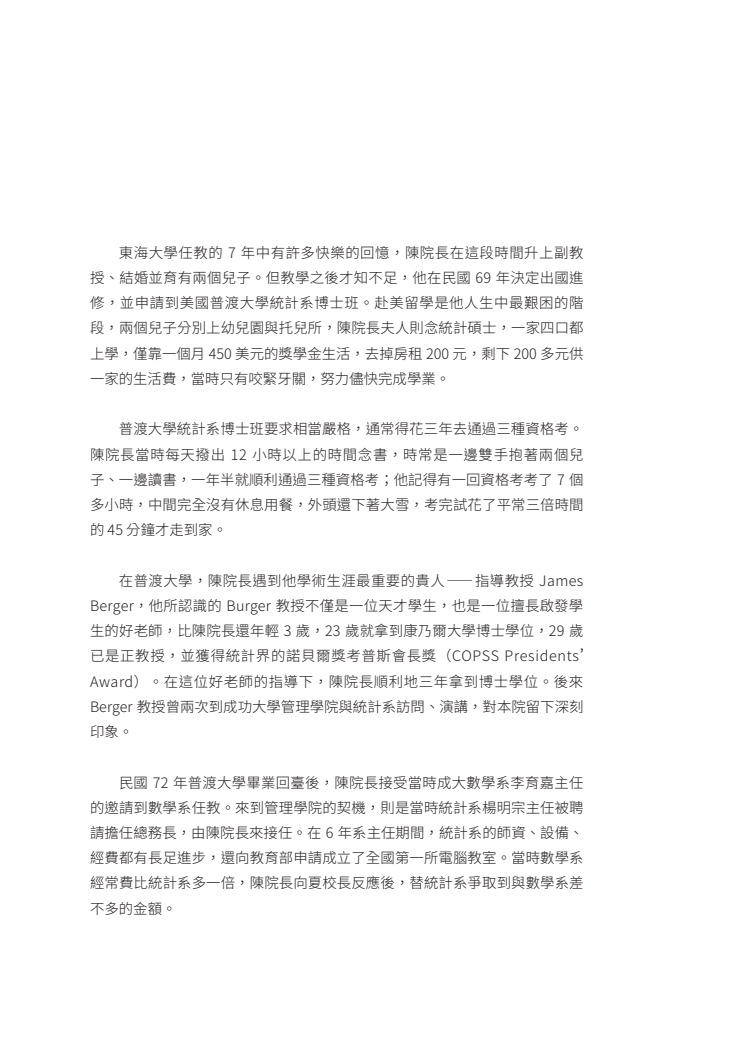 東海大學任教的 7 年中有許多快樂的回憶，陳院長在這段時間升上副教
授、結婚並育有兩個兒子。但教學之後才知不足，他在民國 69 年決定出國進
修，並申請到美國普渡大學統計系博士班。赴美留學是他人生中最艱困的階
段，兩個兒子分別上幼兒園與托兒所，陳院長夫人則念統計碩士，一家四口都
上學，僅靠一個月 450 美元的獎學金生活，去掉房租 200 元，剩下 200 多元供
一家的生活費，當時只有咬緊牙關，努力儘快完成學業。
普渡大學統計系博士班要求相當嚴格，通常得花三年去通過三種資格考。
陳院長當時每天撥出 12 小時以上的時間念書，時常是一邊雙手抱著兩個兒
子、一邊讀書，一年半就順利通過三種資格考；他記得有一回資格考考了 7 個
多小時，中間完全沒有休息用餐，外頭還下著大雪，考完試花了平常三倍時間
的 45 分鐘才走到家。
在普渡大學，陳院長遇到他學術生涯最重要的貴人——指導教授 James
Berger，他所認識的 Burger 教授不僅是一位天才學生，也是一位擅長啟發學
生的好老師，比陳院長還年輕 3 歲，23 歲就拿到康乃爾大學博士學位，29 歲
已是正教授，並獲得統計界的諾貝爾獎考普斯會長獎（COPSS Presidents’
Award）。在這位好老師的指導下，陳院長順利地三年拿到博士學位。後來
Berger 教授曾兩次到成功大學管理學院與統計系訪問、演講，對本院留下深刻
印象。
民國 72 年普渡大學畢業回臺後，陳院長接受當時成大數學系李育嘉主任
的邀請到數學系任教。來到管理學院的契機，則是當時統計系楊明宗主任被聘
請擔任總務長，由陳院長來接任。在 6 年系主任期間，統計系的師資、設備、
經費都有長足進步，還向教育部申請成立了全國第一所電腦教室。當時數學系
經常費比統計系多一倍，陳院長向夏校長反應後，替統計系爭取到與數學系差
不多的金額。